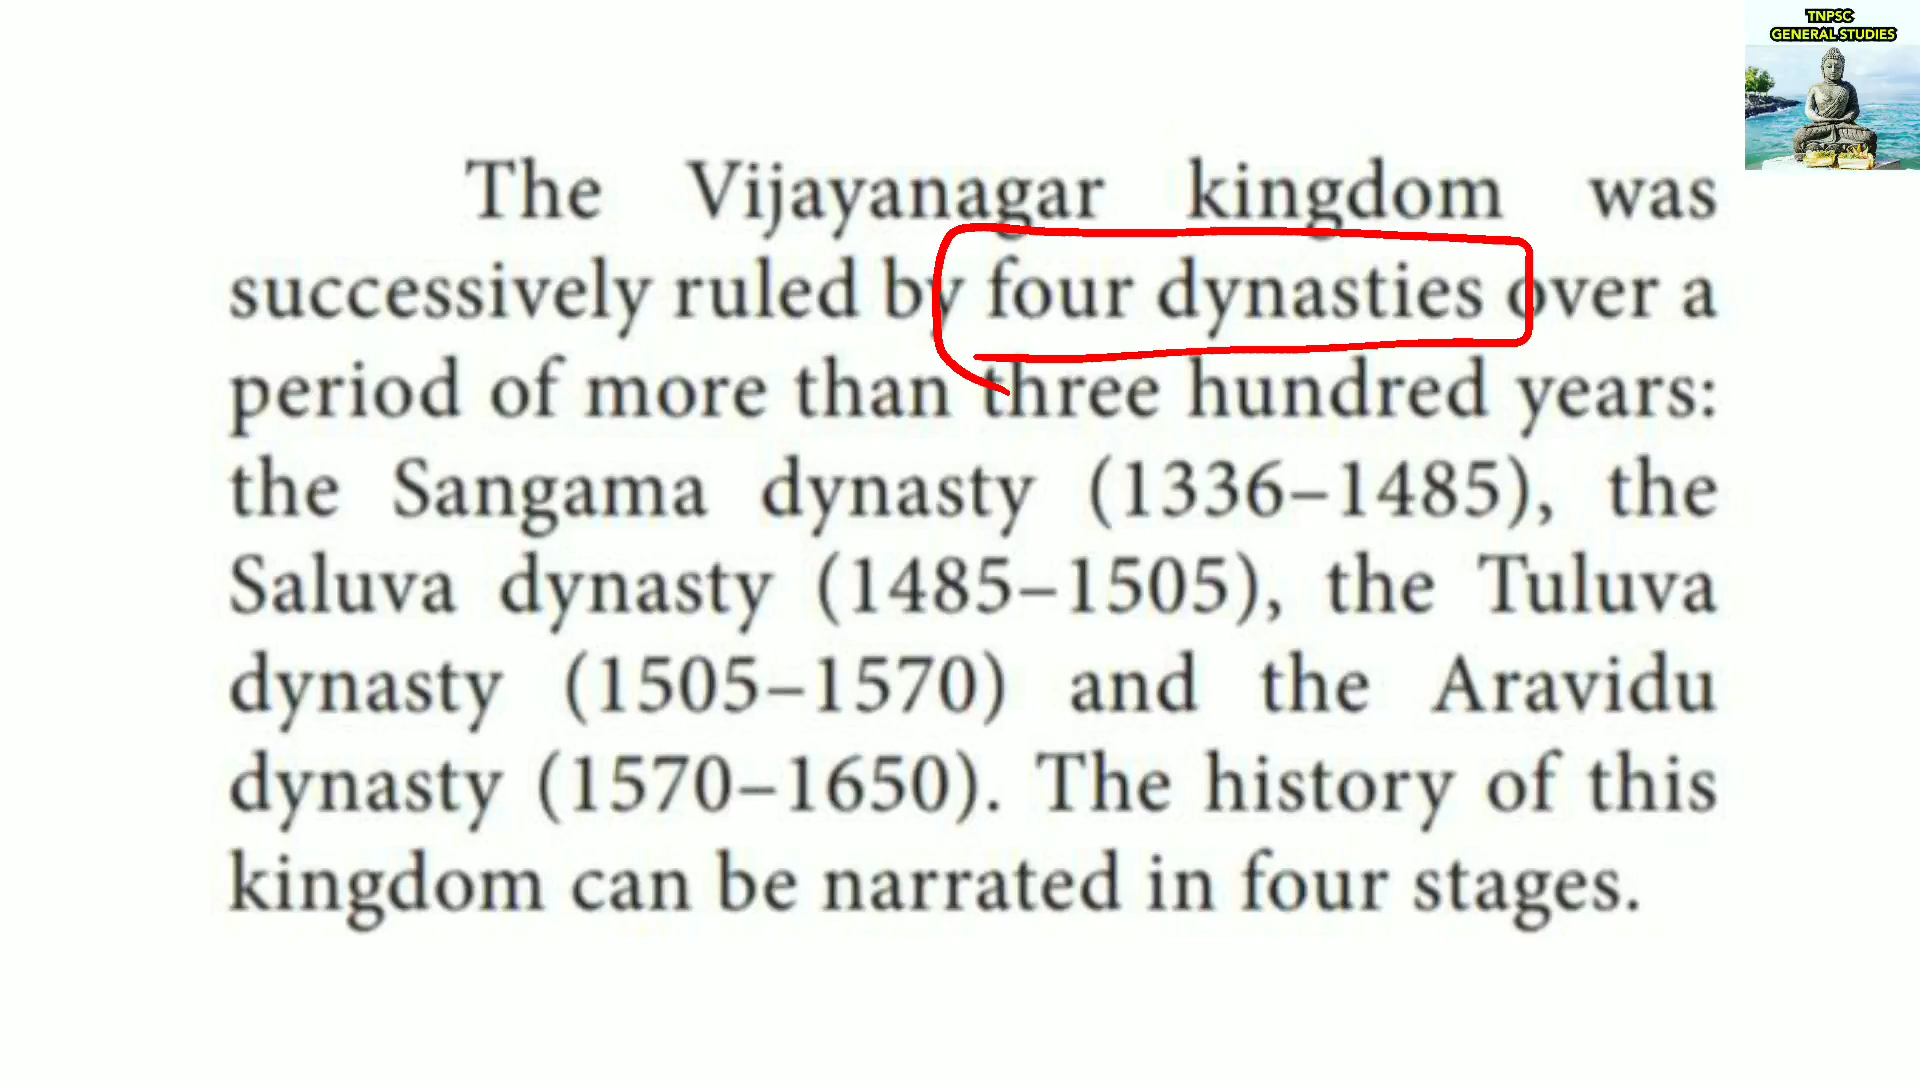 TNPSC
GENERAL STUDIES
The Vijayanagar kingdom was
successively ruled by four dynasties over a
period of more than three hundred years:
the Sangama dynasty (1336–1485), the
Saluva dynasty (1485–1505), the Tuluva
dynasty (1505–1570) and the Aravidu
dynasty (1570–1650). The history of this
kingdom can be narrated in four stages.